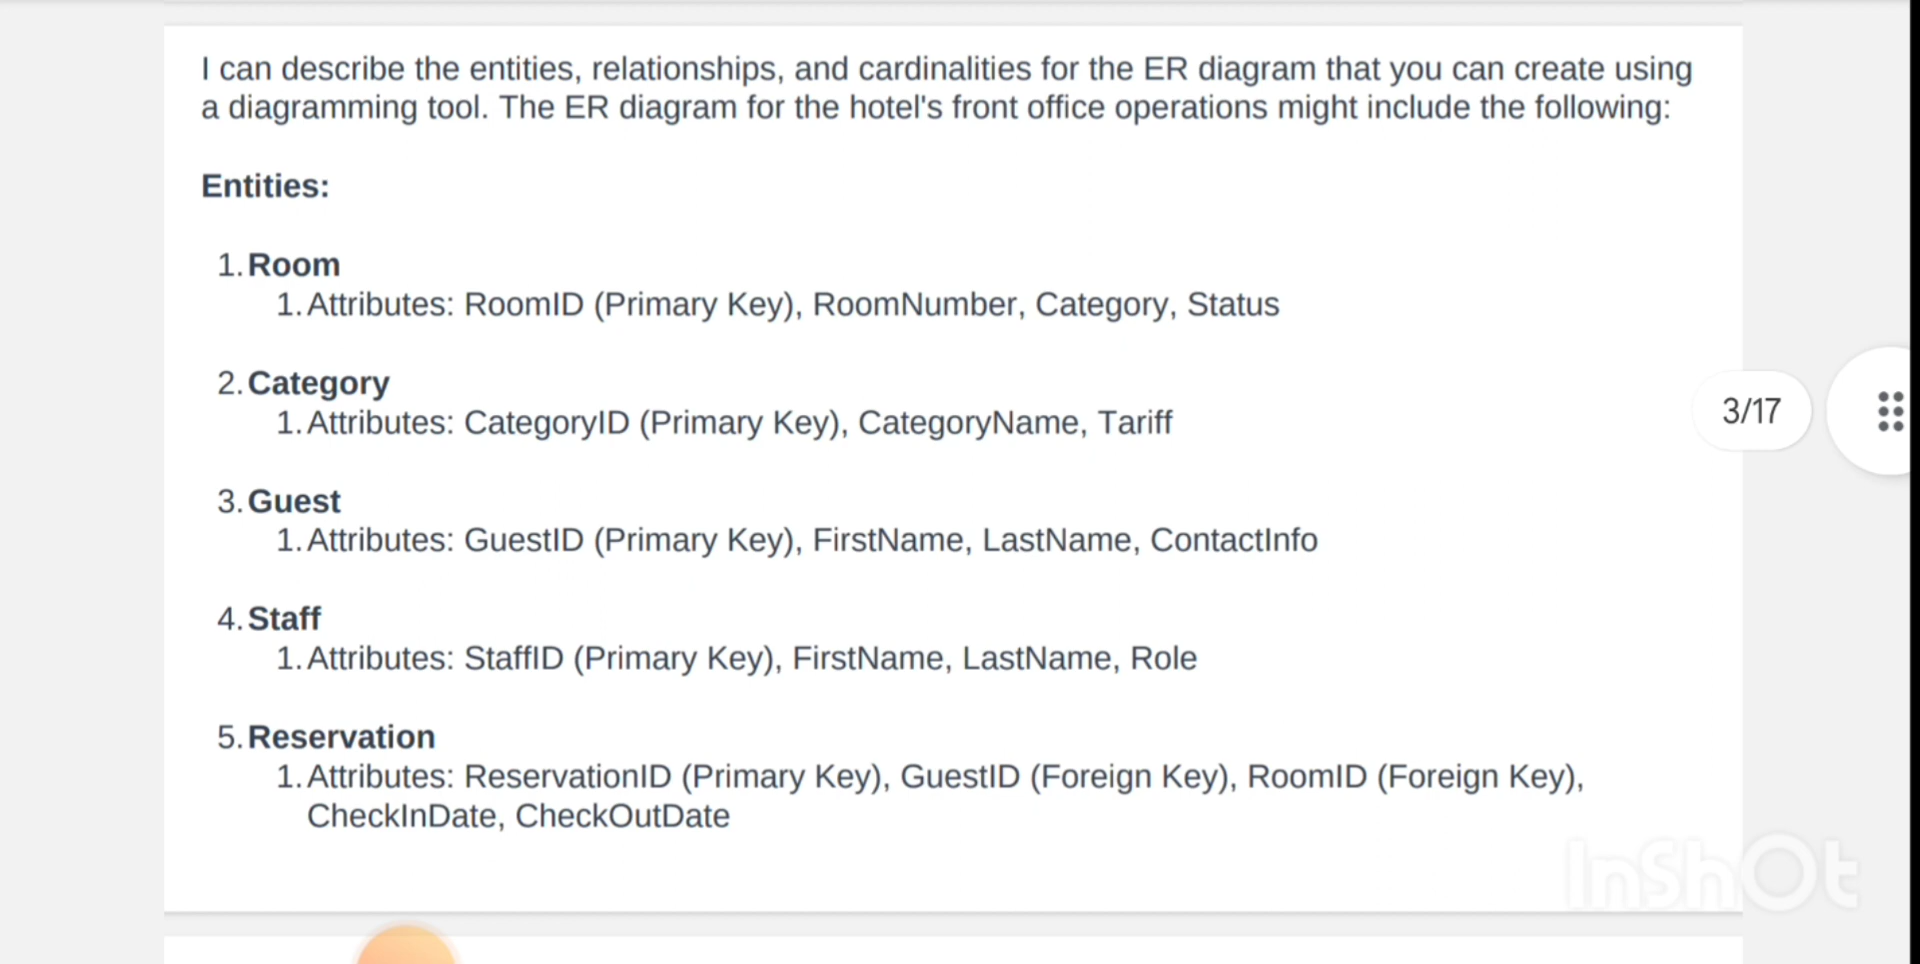 I can describe the entities, relationships, and cardinalities for the ER diagram that you can create using
a diagramming tool. The ER diagram for the hotel's front office operations might include the following:
Entities:
1. Room
1. Attributes: RoomID (Primary Key), RoomNumber, Category, Status
2. Category
1. Attributes: CategoryID (Primary Key), CategoryName, Tariff
3/17
3. Guest
1. Attributes: GuestID (Primary Key), FirstName, LastName, ContactInfo
4. Staff
1. Attributes: StaffID (Primary Key), FirstName, LastName, Role
5. Reservation
1. Attributes: ReservationID (Primary Key), GuestID (Foreign Key), RoomID (Foreign Key),
CheckInDate, CheckOutDate
InShOt